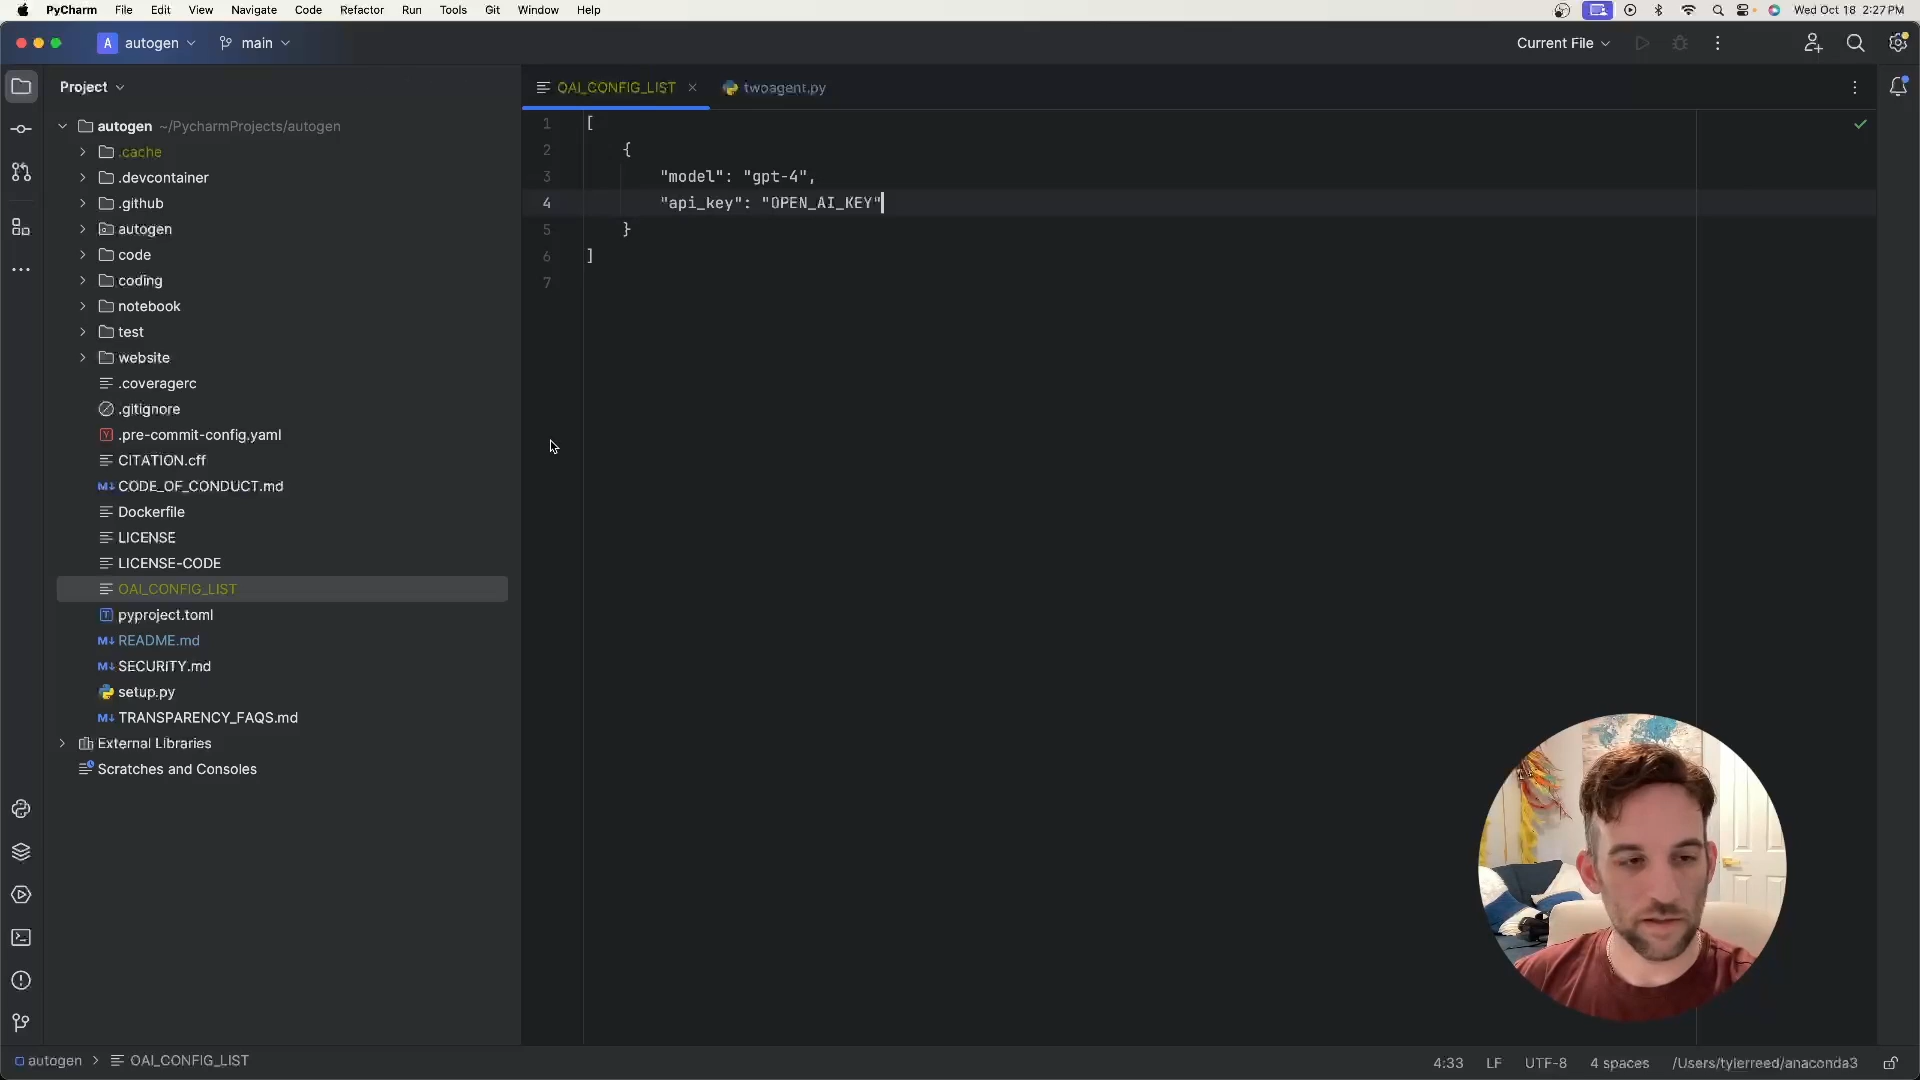 PyCharm File Edit View Navigate Code Refactor Run Tools Git Window Help Wed Oct 18 2:27 PM
A autogen main Current File
Project OAI_CONFIG_LIST twoagent.py
autogen ~/PycharmProjects/autogen
.cache
.devcontainer
.github
autogen
code
coding
notebook
test
website
.coveragerc
.gitignore
.pre-commit-config.yaml
CITATION.cff
CODE_OF_CONDUCT.md
Dockerfile
LICENSE
LICENSE-CODE
OAI_CONFIG_LIST
pyproject.toml
README.md
SECURITY.md
setup.py
TRANSPARENCY_FAQS.md
External Libraries
Scratches and Consoles
1 [
2 {
3 "model": "gpt-4",
4 "api_key": "OPEN_AI_KEY"
5 }
6 ]
7
autogen > OAI_CONFIG_LIST 4:33 LF UTF-8 4 spaces /Users/tylerreed/anaconda3